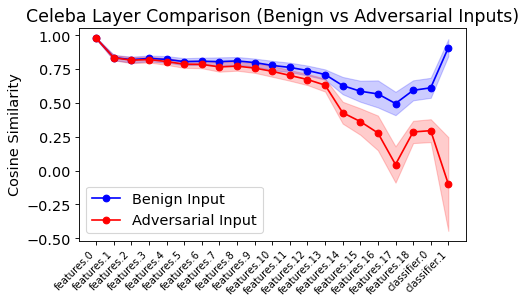 Celeba Layer Comparison (Benign vs Adversarial Inputs)
1.00
0.75
0.50
0.25
0.00
−0.25
−0.50
Cosine Similarity
Benign Input
Adversarial Input
features.0
features.1
features.2
features.3
features.4
features.5
features.6
features.7
features.8
features.9
features.10
features.11
features.12
features.13
features.14
features.15
features.16
features.17
features.18
classifier.0
classifier.1